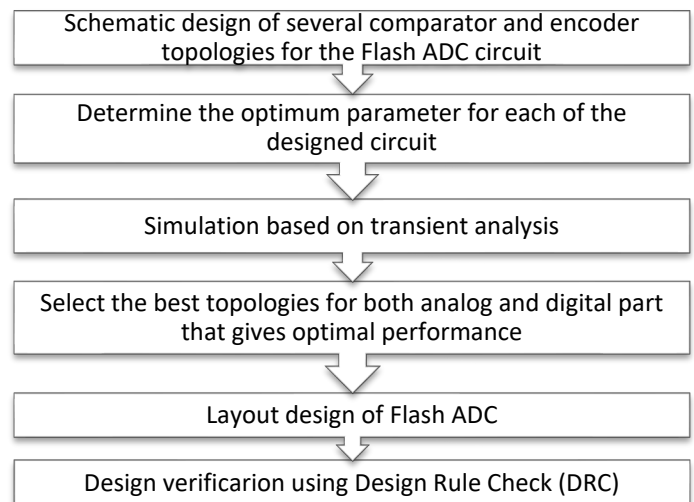 Schematic design of several comparator and encoder
topologies for the Flash ADC circuit
Determine the optimum parameter for each of the
designed circuit
Simulation based on transient analysis
Select the best topologies for both analog and digital part
that gives optimal performance
Layout design of Flash ADC
Design verificarion using Design Rule Check (DRC)